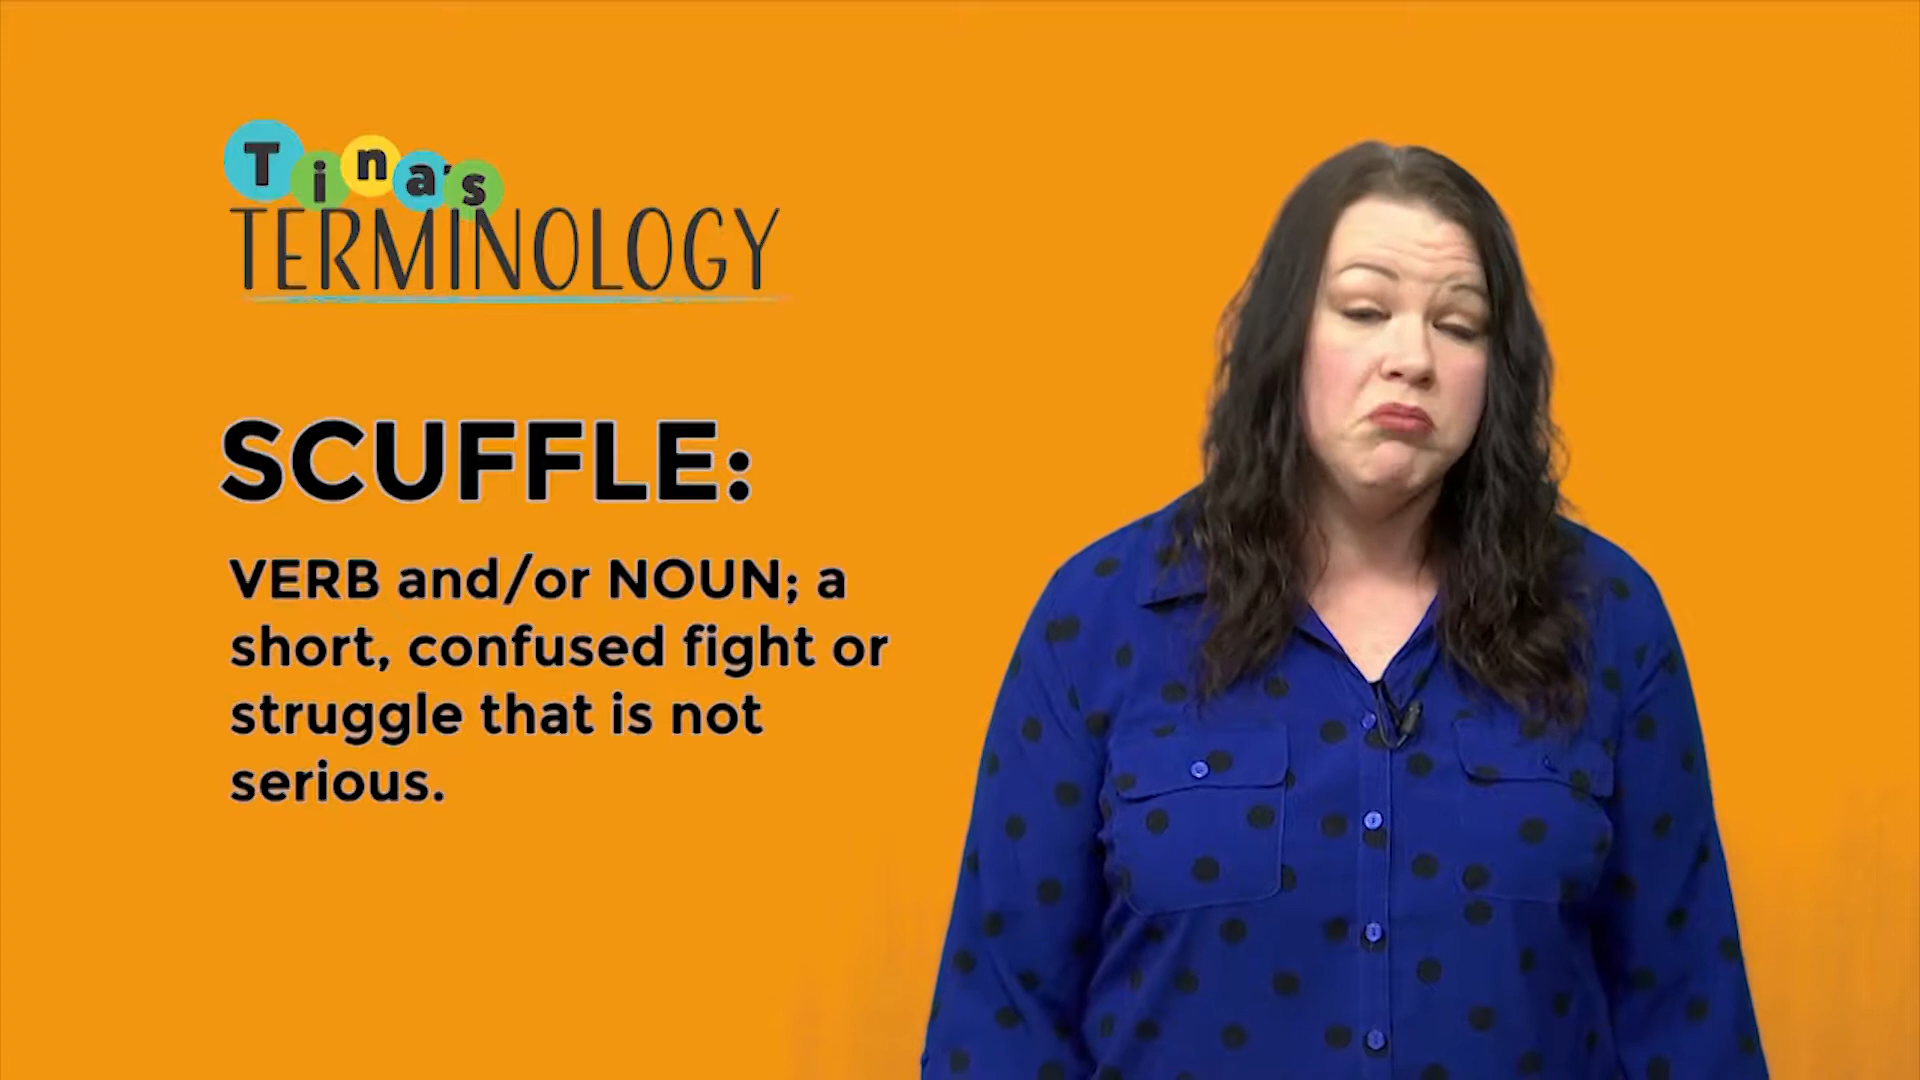 Tina's
TERMINOLOGY
SCUFFLE:
VERB and/or NOUN; a
short, confused fight or
struggle that is not
serious.